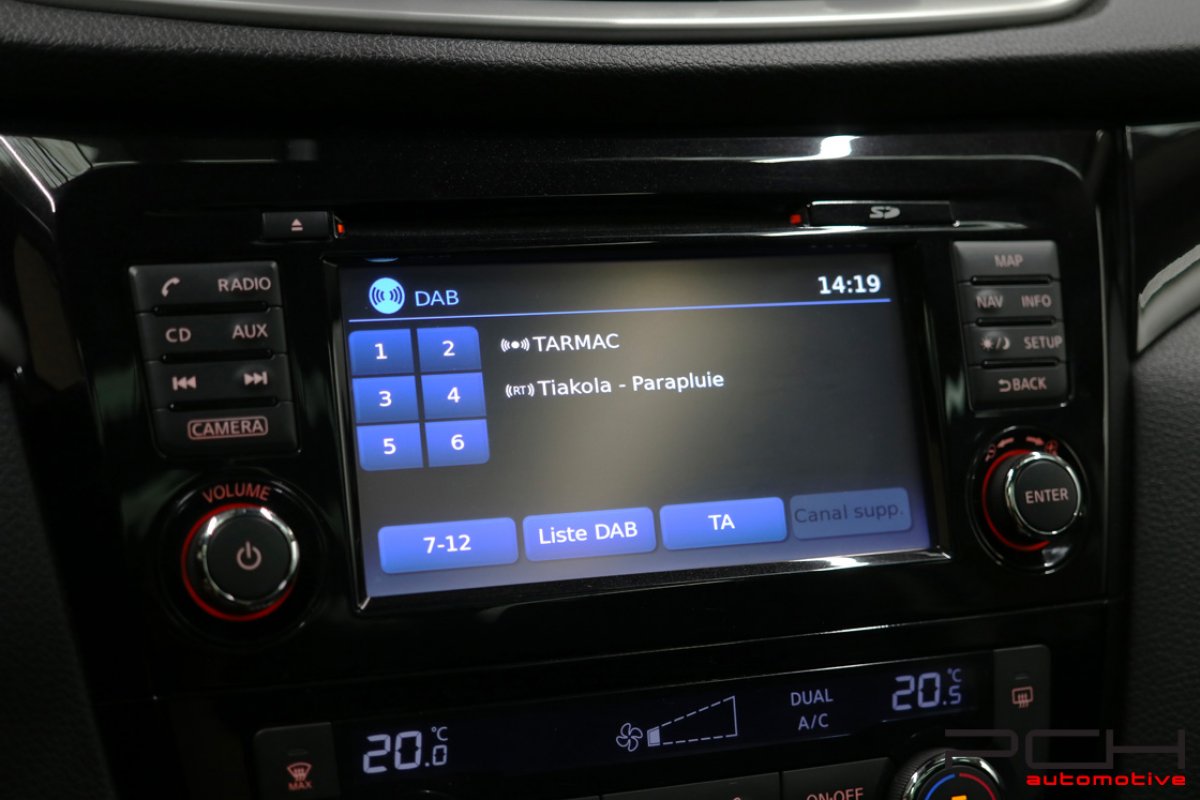 SD
RADIO
CD AUX
CAMERA
VOLUME
DAB 14:19
1 2
3 4
5 6
TARMAC
RT Tiakola - Parapluie
7-12 Liste DAB TA Canal supp.
MAP
NAV INFO
SETUP
BACK
ENTER
20.0 °C
DUAL
A/C
20.5 °C
MAX
ON·OFF
PCH
automotive